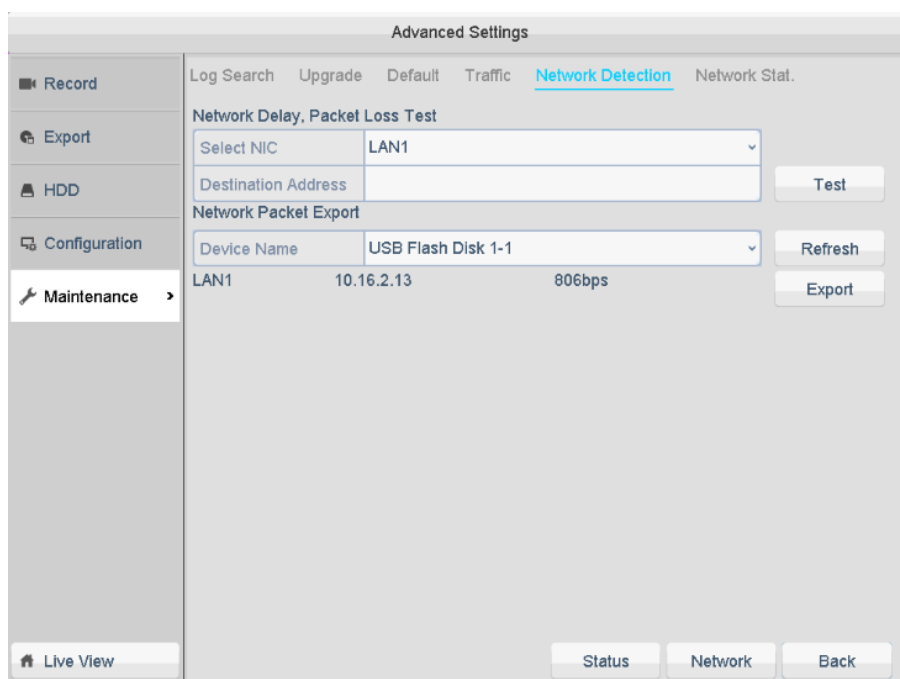 Advanced Settings
Record
Export
HDD
Configuration
Maintenance >
Live View
Log Search Upgrade Default Traffic Network Detection Network Stat.
Network Delay, Packet Loss Test
Select NIC LAN1
Destination Address Test
Network Packet Export
Device Name USB Flash Disk 1-1 Refresh
LAN1 10.16.2.13 806bps Export
Status Network Back